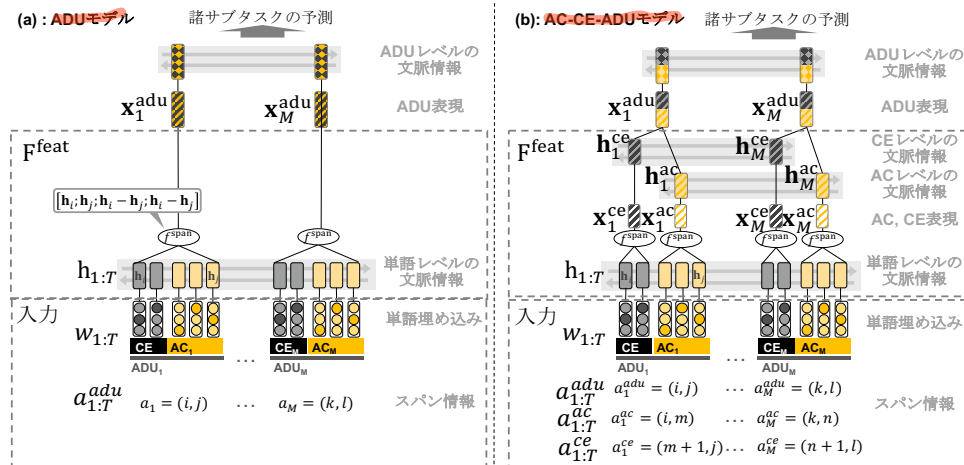 (a) : ADUモデル
諸サブタスクの予測
ADUレベルの
文脈情報
x_1^adu
x_M^adu
ADU表現
F^feat
[h_i; h_j; h_i − h_j; h_i − h_j]
f^span
f^span
h_1:T
h_i
h_j
単語レベルの
文脈情報
入力
w_1:T
単語埋め込み
CE
AC_1
...
CE_M
AC_M
ADU_1
ADU_M
a_1:T^adu
a_1 = (i, j)
...
a_M = (k, l)
スパン情報
(b) : AC-CE-ADUモデル
諸サブタスクの予測
ADUレベルの
文脈情報
x_1^adu
x_M^adu
ADU表現
F^feat
h_1^ce
h_M^ce
CEレベルの
文脈情報
h_1^ac
h_M^ac
ACレベルの
文脈情報
x_1^ce
x_1^ac
x_M^ce
x_M^ac
AC, CE表現
f^span
f^span
f^span
f^span
h_1:T
h_i
h_j
単語レベルの
文脈情報
入力
w_1:T
単語埋め込み
CE
AC_1
...
CE_M
AC_M
ADU_1
ADU_M
a_1:T^adu a_1^adu = (i, j) ... a_M^adu = (k, l)
a_1:T^ac a_1^ac = (i, m) ... a_M^ac = (k, n)
a_1:T^ce a_1^ce = (m + 1, j) ... a_M^ce = (n + 1, l)
スパン情報